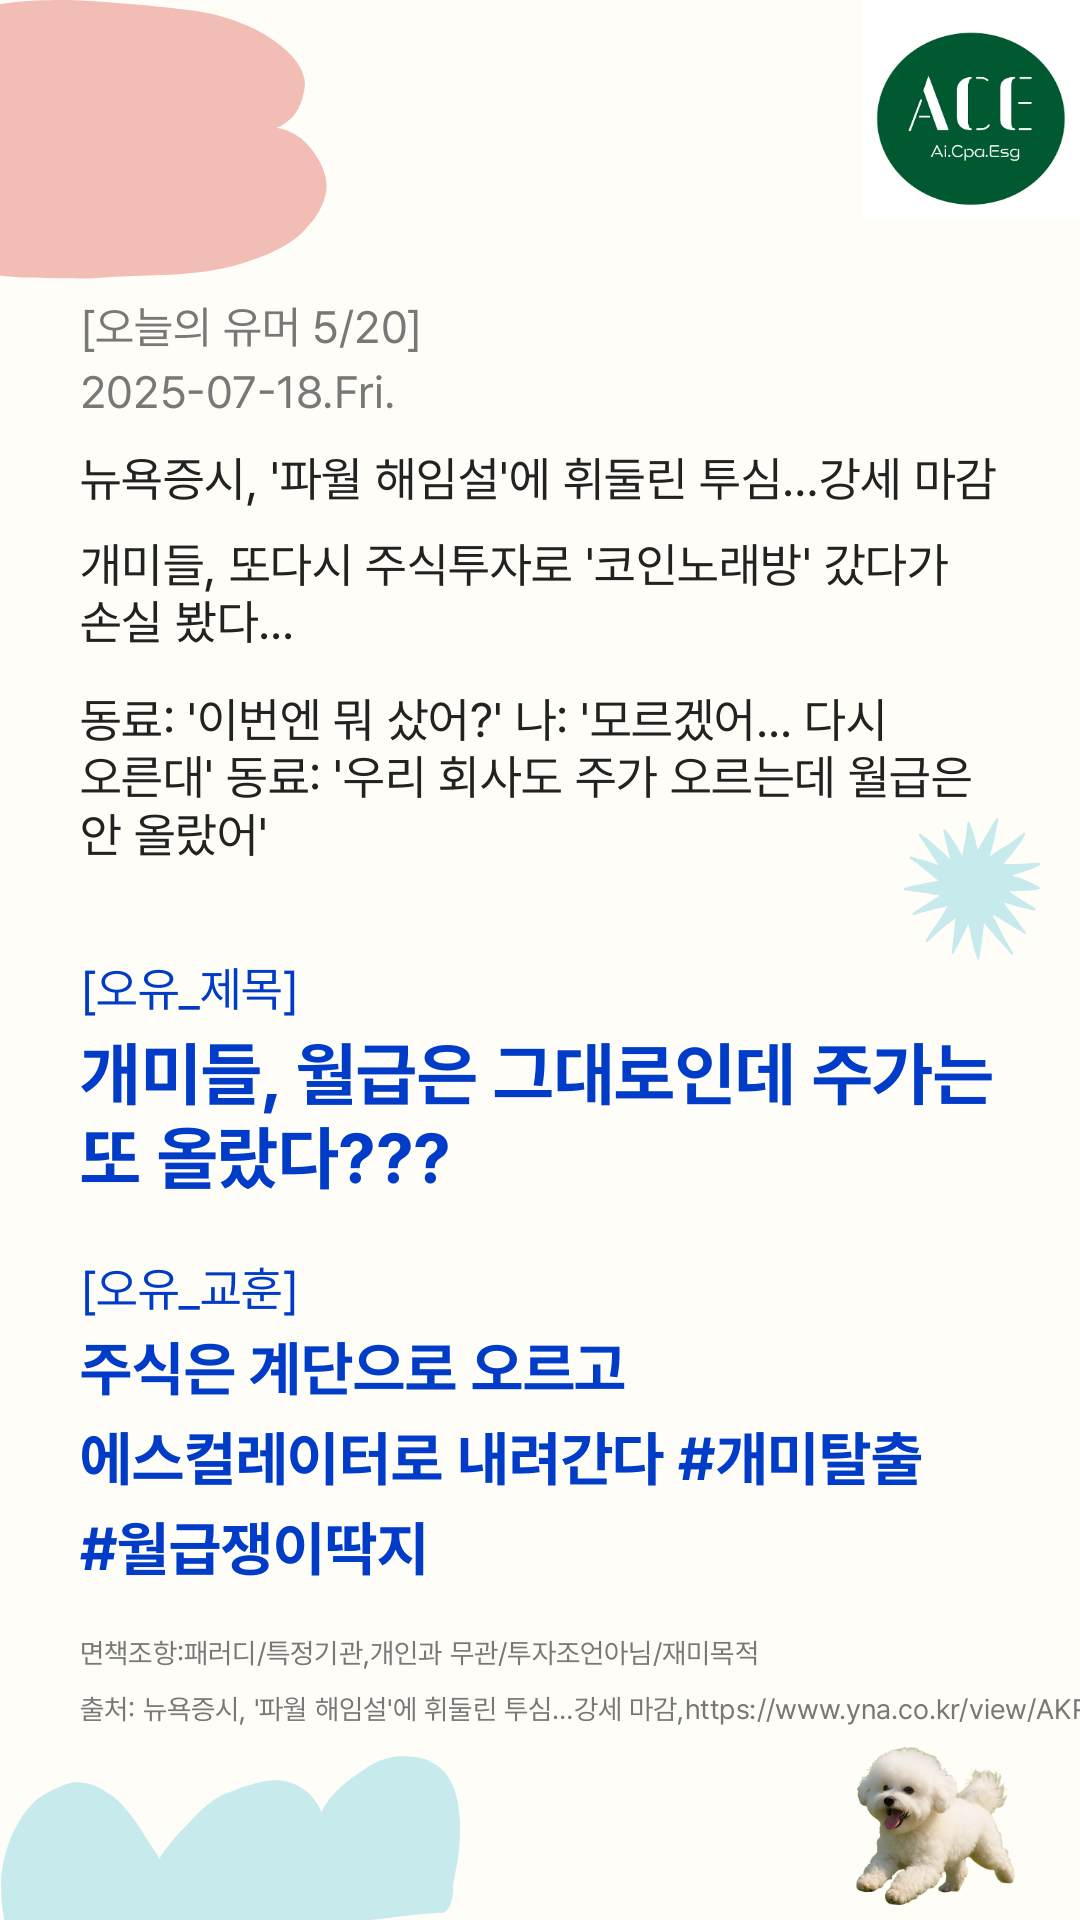 ACE
Ai.Cpa.Esg
[오늘의 유머 5/20]
2025-07-18.Fri.
뉴욕증시, '파월 해임설'에 휘둘린 투심...강세 마감
개미들, 또다시 주식투자로 '코인노래방' 갔다가
손실 봤다...
동료: '이번엔 뭐 샀어?' 나: '모르겠어... 다시
오른대' 동료: '우리 회사도 주가 오르는데 월급은
안 올랐어'
[오유_제목]
개미들, 월급은 그대로인데 주가는
또 올랐다???
[오유_교훈]
주식은 계단으로 오르고
에스컬레이터로 내려간다 #개미탈출
#월급쟁이딱지
면책조항:패러디/특정기관,개인과 무관/투자조언아님/재미목적
출처: 뉴욕증시, '파월 해임설'에 휘둘린 투심...강세 마감,https://www.yna.co.kr/view/AKR